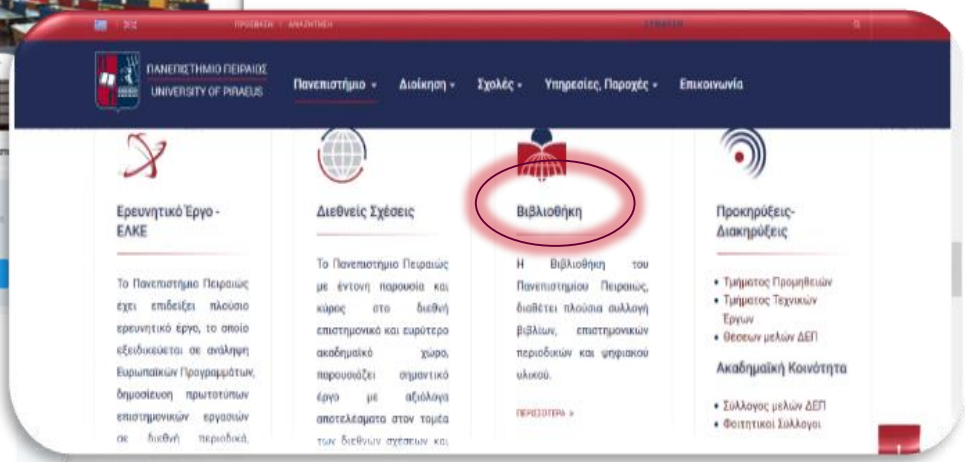 ΠΡΟΣΒΑΣΗ | ΑΝΑΖΗΤΗΣΗ
ΠΑΝΕΠΙΣΤΗΜΙΟ ΠΕΙΡΑΙΩΣ
UNIVERSITY OF PIRAEUS
Πανεπιστήμιο
Διοίκηση
Σχολές
Υπηρεσίες, Παροχές
Επικοινωνία
Ερευνητικό Έργο -
ΕΛΚΕ
Το Πανεπιστήμιο Πειραιώς
έχει επιδείξει πλούσιο
ερευνητικό έργο, το οποίο
εξειδικεύεται σε ανάληψη
Ευρωπαϊκών Προγραμμάτων,
δημοσίευση πρωτοτύπων
επιστημονικών εργασιών
σε διεθνή περιοδικά,
Διεθνείς Σχέσεις
Το Πανεπιστήμιο Πειραιώς
με έντονη παρουσία και
κύρος στο διεθνή
επιστημονικό και ευρύτερο
ακαδημαϊκό χώρο,
παρουσιάζει σημαντικό
έργο με αξιόλογα
αποτελέσματα στον τομέα
των διεθνών σχέσεων και
Βιβλιοθήκη
Η Βιβλιοθήκη του
Πανεπιστημίου Πειραιώς,
διαθέτει πλούσια συλλογή
βιβλίων, επιστημονικών
περιοδικών και ψηφιακού
υλικού.
ΠΕΡΙΣΣΟΤΕΡΑ »
Προκηρύξεις-
Διακηρύξεις
• Τμήματος Προμηθειών
• Τμήματος Τεχνικών
Έργων
• Θέσεων μελών ΔΕΠ
Ακαδημαϊκή Κοινότητα
• Σύλλογος μελών ΔΕΠ
• Φοιτητικοί Σύλλογοι